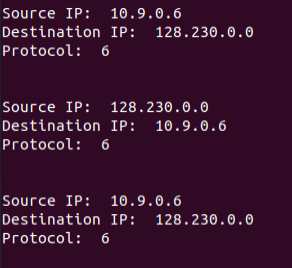 Source IP:  10.9.0.6
Destination IP:  128.230.0.0
Protocol:  6
Source IP:  128.230.0.0
Destination IP:  10.9.0.6
Protocol:  6
Source IP:  10.9.0.6
Destination IP:  128.230.0.0
Protocol:  6